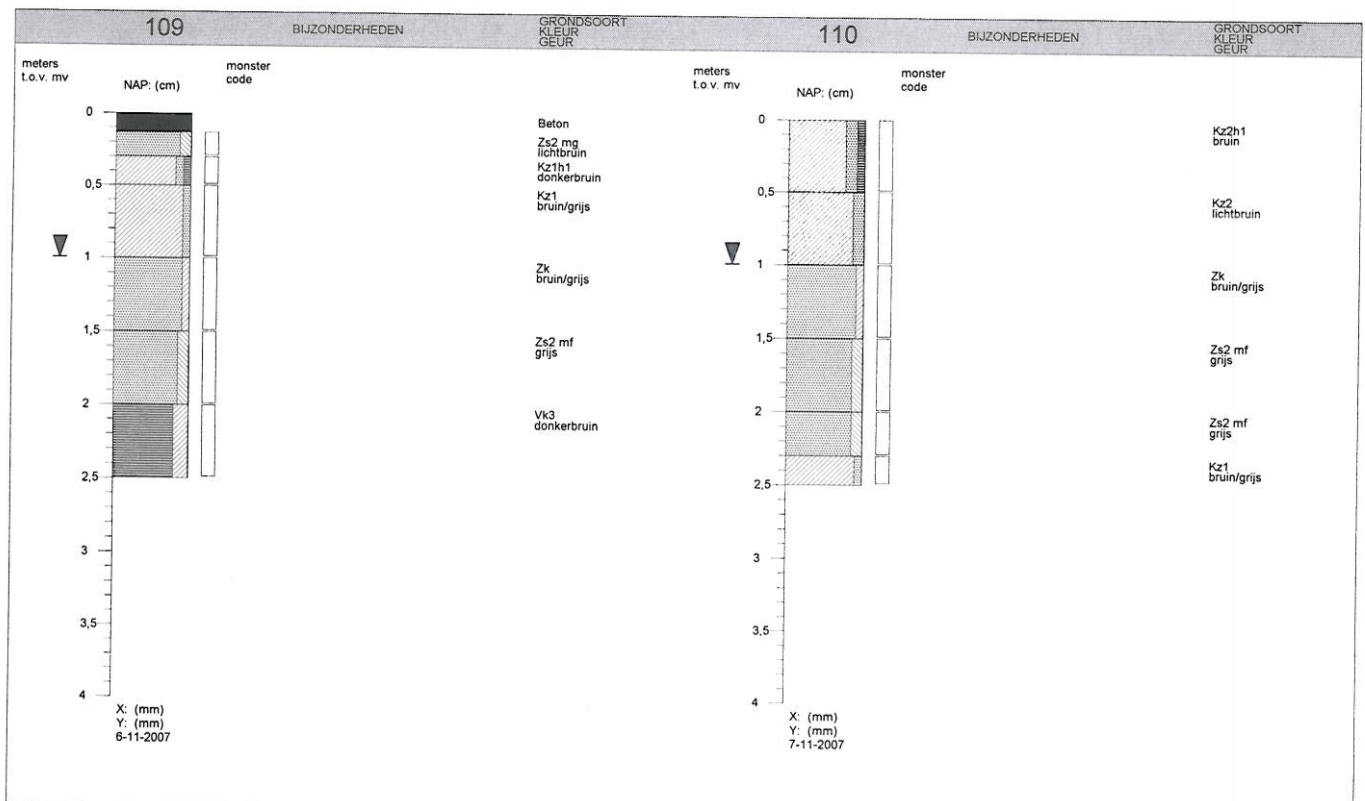 109
BIJZONDERHEDEN
GRONDSOORT
KLEUR
GEUR
meters
t.o.v. mv
NAP: (cm)
monster
code
0
0,5
1
1,5
2
2,5
3
3,5
4
Beton
Zs2 mg
lichtbruin
Kz1h1
donkerbruin
Kz1
bruin/grijs
Zk
bruin/grijs
Zs2 mf
grijs
Vk3
donkerbruin
X: (mm)
Y: (mm)
6-11-2007
110
BIJZONDERHEDEN
GRONDSOORT
KLEUR
GEUR
meters
t.o.v. mv
NAP: (cm)
monster
code
0
0,5
1
1,5
2
2,5
3
3,5
4
Kz2h1
bruin
Kz2
lichtbruin
Zk
bruin/grijs
Zs2 mf
grijs
Zs2 mf
grijs
Kz1
bruin/grijs
X: (mm)
Y: (mm)
7-11-2007